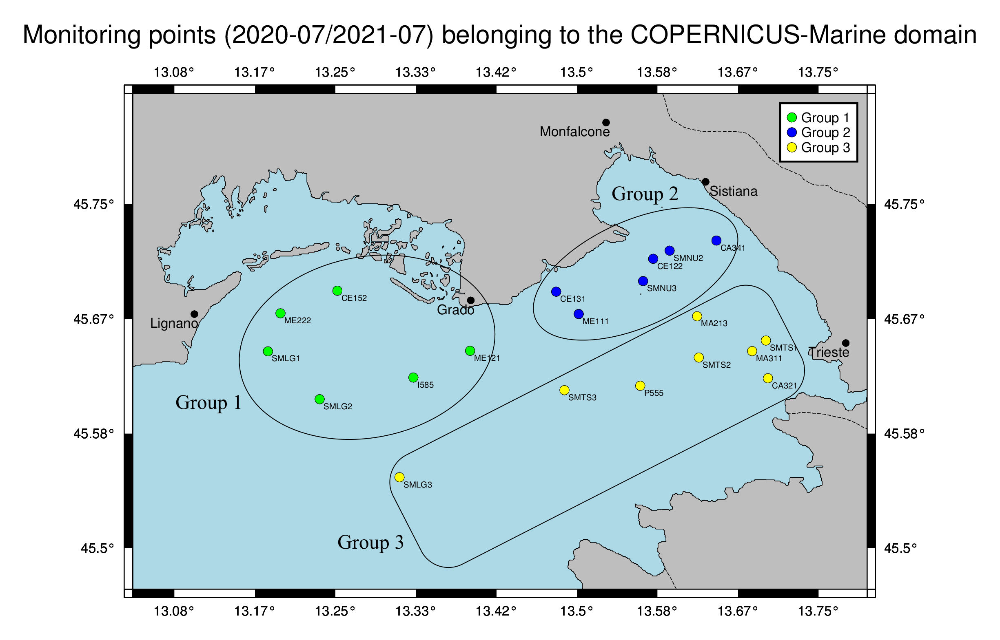 Monitoring points (2020-07/2021-07) belonging to the COPERNICUS-Marine domain
13.08° 13.17° 13.25° 13.33° 13.42° 13.5° 13.58° 13.67° 13.75°
Group 1
Group 2
Group 3
Monfalcone
Sistiana
Group 2
45.75° 45.75°
CA341
SMNU2
CE122
SMNU3
CE152
CE131
Grado
45.67° 45.67°
ME222
ME111
MA213
Lignano
SMTS1
Trieste
SMLG1
ME121
MA311
SMTS2
I585
CA321
P555
SMTS3
Group 1
SMLG2
45.58° 45.58°
SMLG3
Group 3
45.5° 45.5°
13.08° 13.17° 13.25° 13.33° 13.42° 13.5° 13.58° 13.67° 13.75°